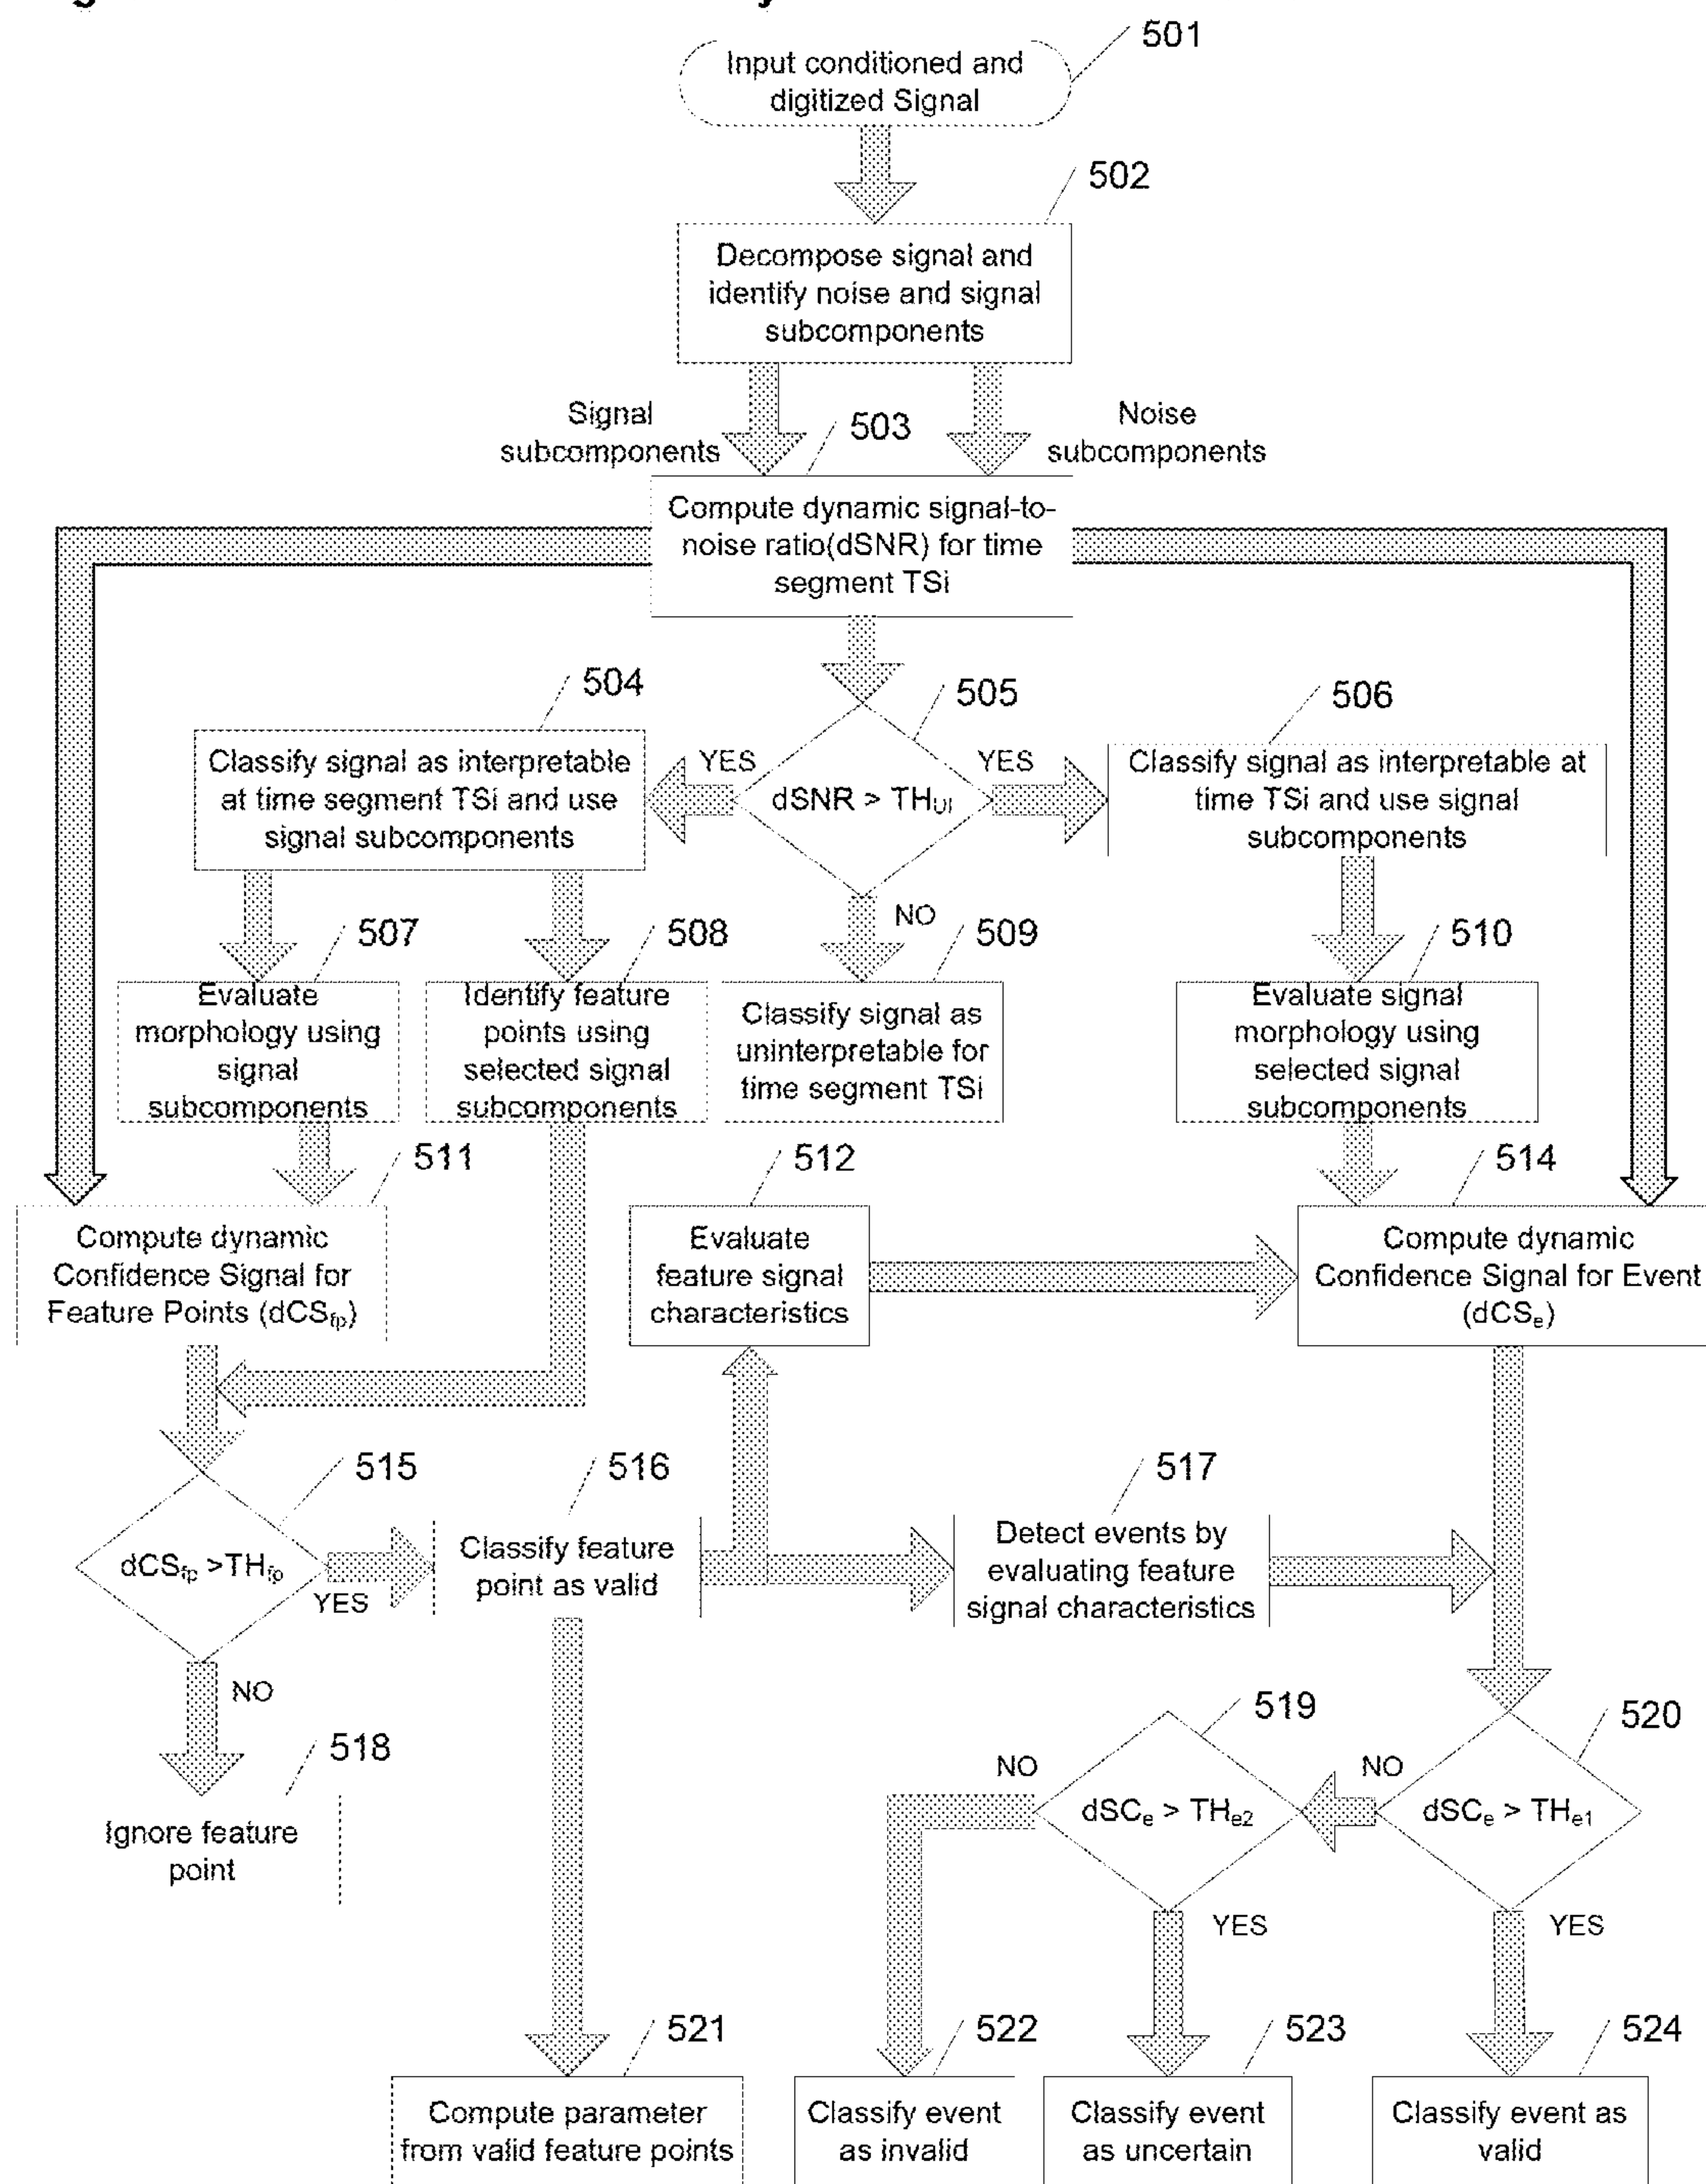 501
Input conditioned and
digitized Signal
502
Decompose signal and
identify noise and signal
subcomponents
Signal
subcomponents
503
Noise
subcomponents
Compute dynamic signal-to-
noise ratio(dSNR) for time
segment TSi
504
505
506
Classify signal as interpretable
at time segment TSi and use
signal subcomponents
YES
dSNR > TH_UI
YES
Classify signal as interpretable at
time TSi and use signal
subcomponents
NO
507
508
509
510
Evaluate
morphology using
signal
subcomponents
Identify feature
points using
selected signal
subcomponents
Classify signal as
uninterpretable for
time segment TSi
Evaluate signal
morphology using
selected signal
subcomponents
511
512
514
Compute dynamic
Confidence Signal for
Feature Points (dCS_fp)
Evaluate
feature signal
characteristics
Compute dynamic
Confidence Signal for Event
(dCS_e)
515
516
517
dCS_fp >TH_fp
YES
Classify feature
point as valid
Detect events by
evaluating feature
signal characteristics
NO
518
Ignore feature
point
519
520
NO
dSC_e > TH_e2
NO
dSC_e > TH_e1
YES
YES
521
522
523
524
Compute parameter
from valid feature points
Classify event
as invalid
Classify event
as uncertain
Classify event as
valid